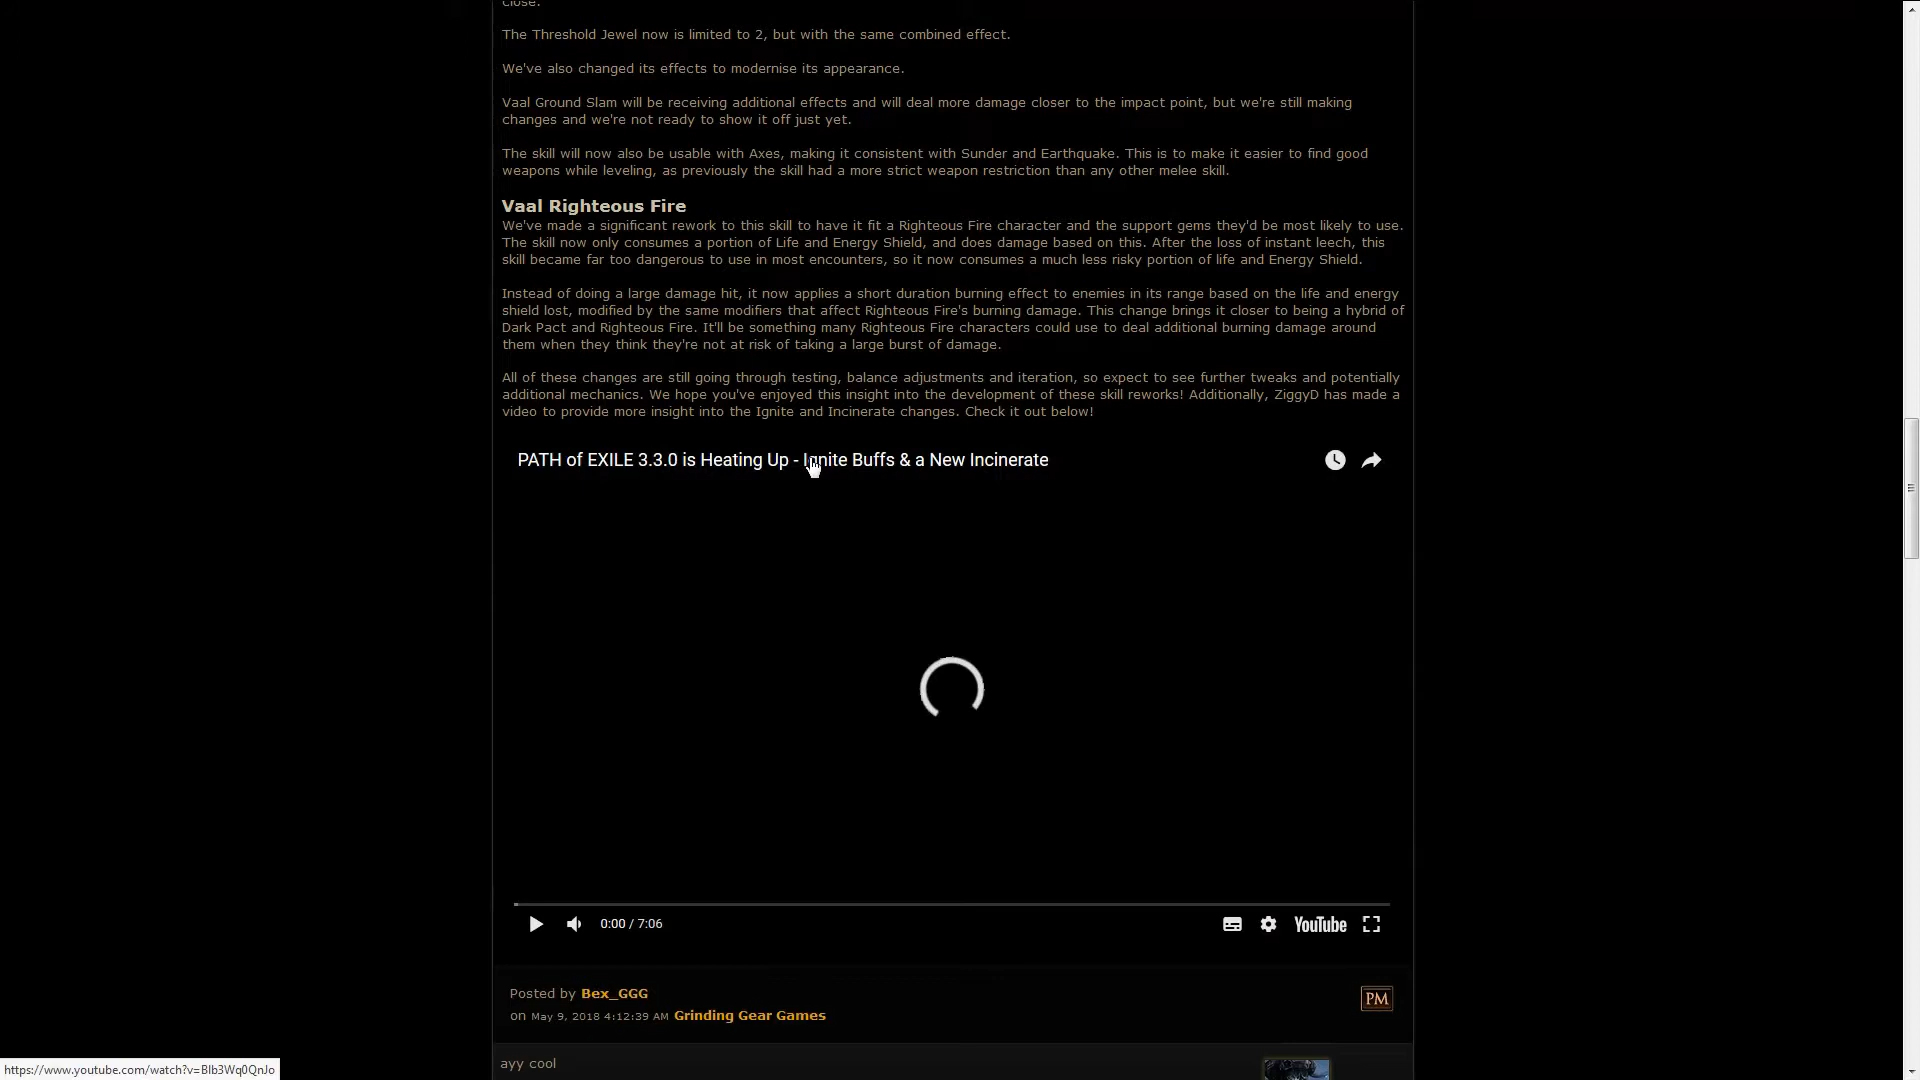 close.
The Threshold Jewel now is limited to 2, but with the same combined effect.
We've also changed its effects to modernise its appearance.
Vaal Ground Slam will be receiving additional effects and will deal more damage closer to the impact point, but we're still making
changes and we're not ready to show it off just yet.
The skill will now also be usable with Axes, making it consistent with Sunder and Earthquake. This is to make it easier to find good
weapons while leveling, as previously the skill had a more strict weapon restriction than any other melee skill.
Vaal Righteous Fire
We've made a significant rework to this skill to have it fit a Righteous Fire character and the support gems they'd be most likely to use.
The skill now only consumes a portion of Life and Energy Shield, and does damage based on this. After the loss of instant leech, this
skill became far too dangerous to use in most encounters, so it now consumes a much less risky portion of life and Energy Shield.
Instead of doing a large damage hit, it now applies a short duration burning effect to enemies in its range based on the life and energy
shield lost, modified by the same modifiers that affect Righteous Fire's burning damage. This change brings it closer to being a hybrid of
Dark Pact and Righteous Fire. It'll be something many Righteous Fire characters could use to deal additional burning damage around
them when they think they're not at risk of taking a large burst of damage.
All of these changes are still going through testing, balance adjustments and iteration, so expect to see further tweaks and potentially
additional mechanics. We hope you've enjoyed this insight into the development of these skill reworks! Additionally, ZiggyD has made a
video to provide more insight into the Ignite and Incinerate changes. Check it out below!
PATH of EXILE 3.3.0 is Heating Up - Ignite Buffs & a New Incinerate
0:00 / 7:06
YouTube
Posted by Bex_GGG
PM
on May 9, 2018 4:12:39 AM Grinding Gear Games
ayy cool
https://www.youtube.com/watch?v=BIb3Wq0QnJo